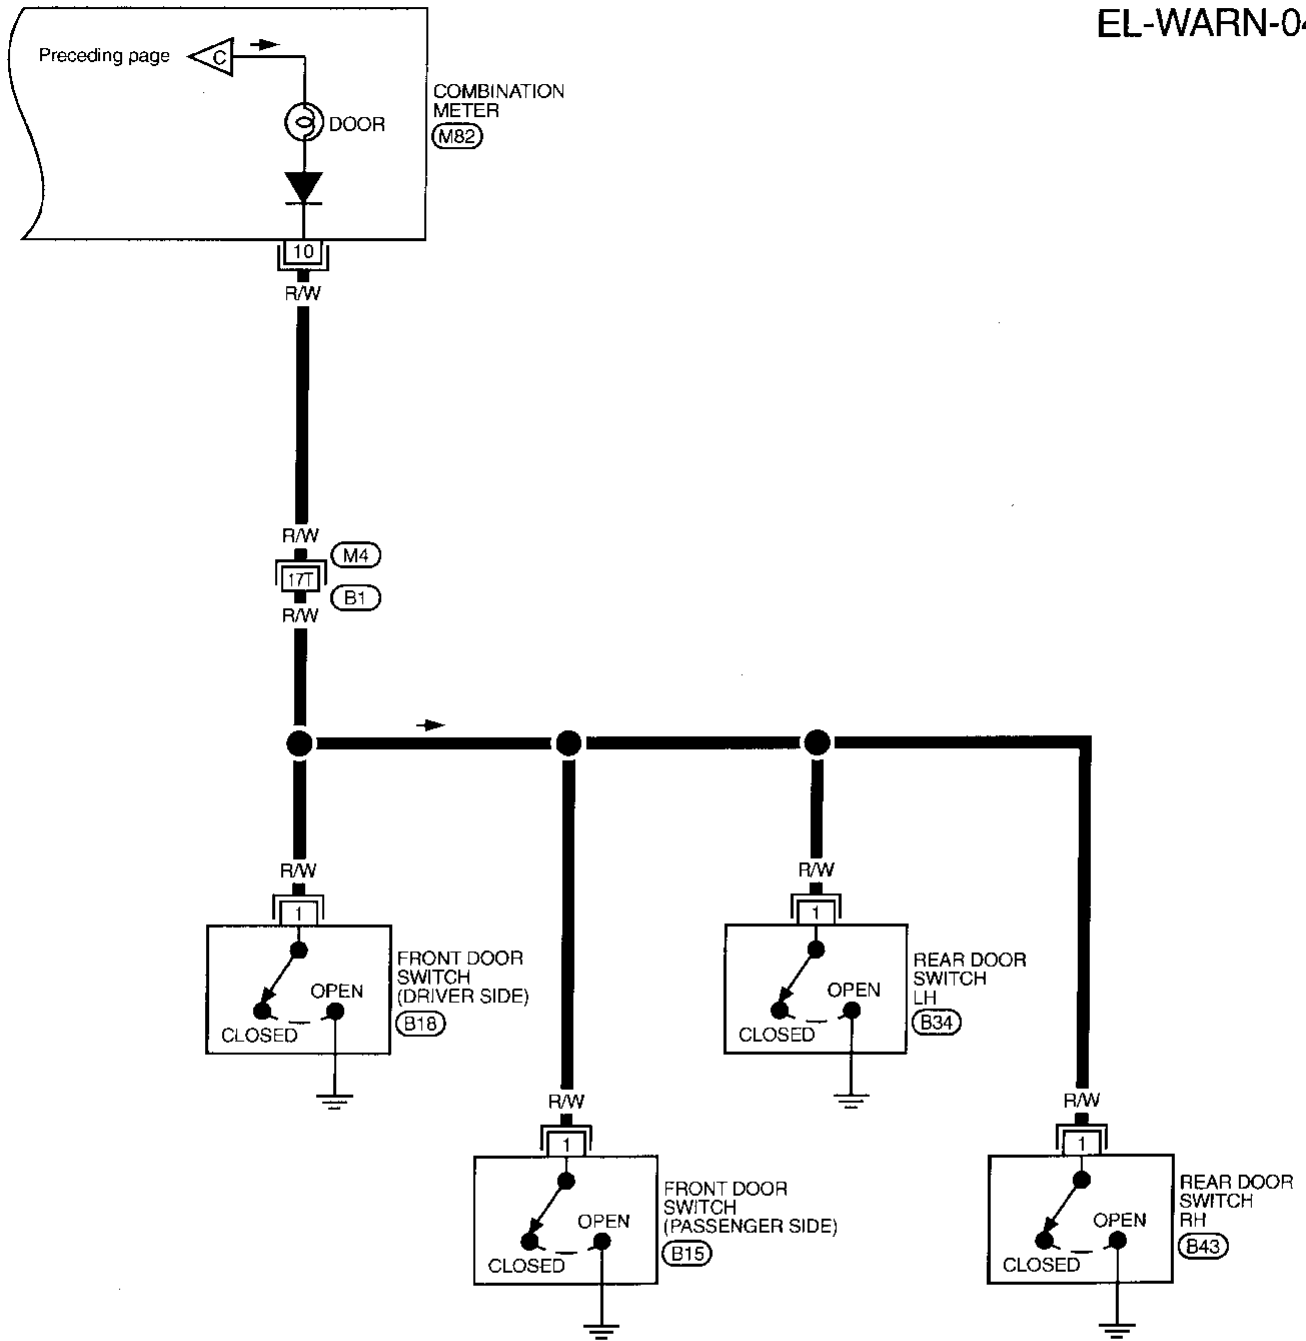 EL-WARN-04
Preceding page
C
DOOR
COMBINATION
METER
M82
10
R/W
R/W
M4
17T
B1
R/W
R/W
1
FRONT DOOR
SWITCH
(DRIVER SIDE)
B18
OPEN
CLOSED
R/W
1
REAR DOOR
SWITCH
LH
B34
OPEN
CLOSED
R/W
1
FRONT DOOR
SWITCH
(PASSENGER SIDE)
B15
OPEN
CLOSED
R/W
1
REAR DOOR
SWITCH
RH
B43
OPEN
CLOSED